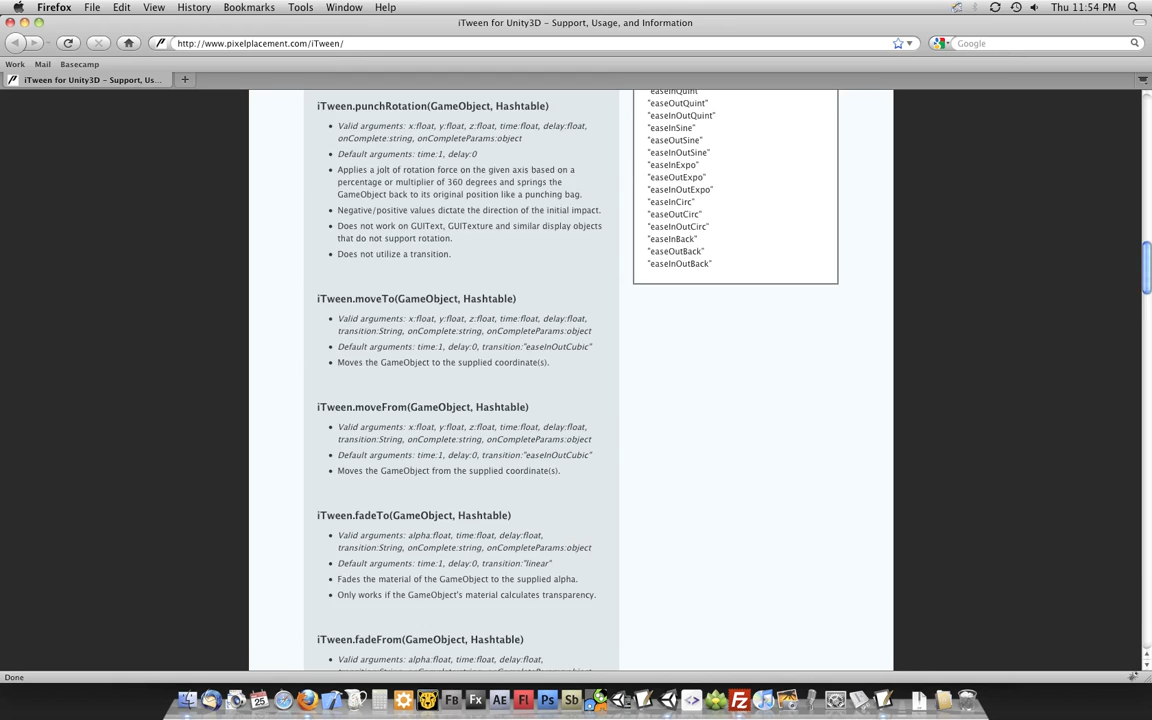 Firefox File Edit View History Bookmarks Tools Window Help Thu 11:54 PM
iTween for Unity3D – Support, Usage, and Information
http://www.pixelplacement.com/iTween/ Google
Work Mail Basecamp
iTween for Unity3D – Support, Us...
iTween.punchRotation(GameObject, Hashtable)
Valid arguments: x:float, y:float, z:float, time:float, delay:float,
onComplete:string, onCompleteParams:object
Default arguments: time:1, delay:0
Applies a jolt of rotation force on the given axis based on a
percentage or multiplier of 360 degrees and springs the
GameObject back to its original position like a punching bag.
Negative/positive values dictate the direction of the initial impact.
Does not work on GUIText, GUITexture and similar display objects
that do not support rotation.
Does not utilize a transition.
iTween.moveTo(GameObject, Hashtable)
Valid arguments: x:float, y:float, z:float, time:float, delay:float,
transition:String, onComplete:string, onCompleteParams:object
Default arguments: time:1, delay:0, transition:"easeInOutCubic"
Moves the GameObject to the supplied coordinate(s).
iTween.moveFrom(GameObject, Hashtable)
Valid arguments: x:float, y:float, z:float, time:float, delay:float,
transition:String, onComplete:string, onCompleteParams:object
Default arguments: time:1, delay:0, transition:"easeInOutCubic"
Moves the GameObject from the supplied coordinate(s).
iTween.fadeTo(GameObject, Hashtable)
Valid arguments: alpha:float, time:float, delay:float,
transition:String, onComplete:string, onCompleteParams:object
Default arguments: time:1, delay:0, transition:"linear"
Fades the material of the GameObject to the supplied alpha.
Only works if the GameObject's material calculates transparency.
iTween.fadeFrom(GameObject, Hashtable)
Valid arguments: alpha:float, time:float, delay:float,
"easeInQuint"
"easeOutQuint"
"easeInOutQuint"
"easeInSine"
"easeOutSine"
"easeInOutSine"
"easeInExpo"
"easeOutExpo"
"easeInOutExpo"
"easeInCirc"
"easeOutCirc"
"easeInOutCirc"
"easeInBack"
"easeOutBack"
"easeInOutBack"
Done
25 Fb Fx AE Fl Ps Sb <> Fz